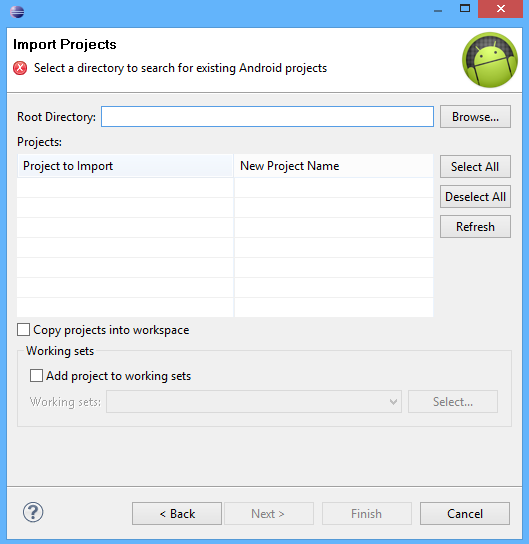 Import Projects
Select a directory to search for existing Android projects
Root Directory:
Browse...
Projects:
Project to Import New Project Name
Select All
Deselect All
Refresh
Copy projects into workspace
Working sets
Add project to working sets
Working sets:
Select...
?
< Back Next > Finish Cancel